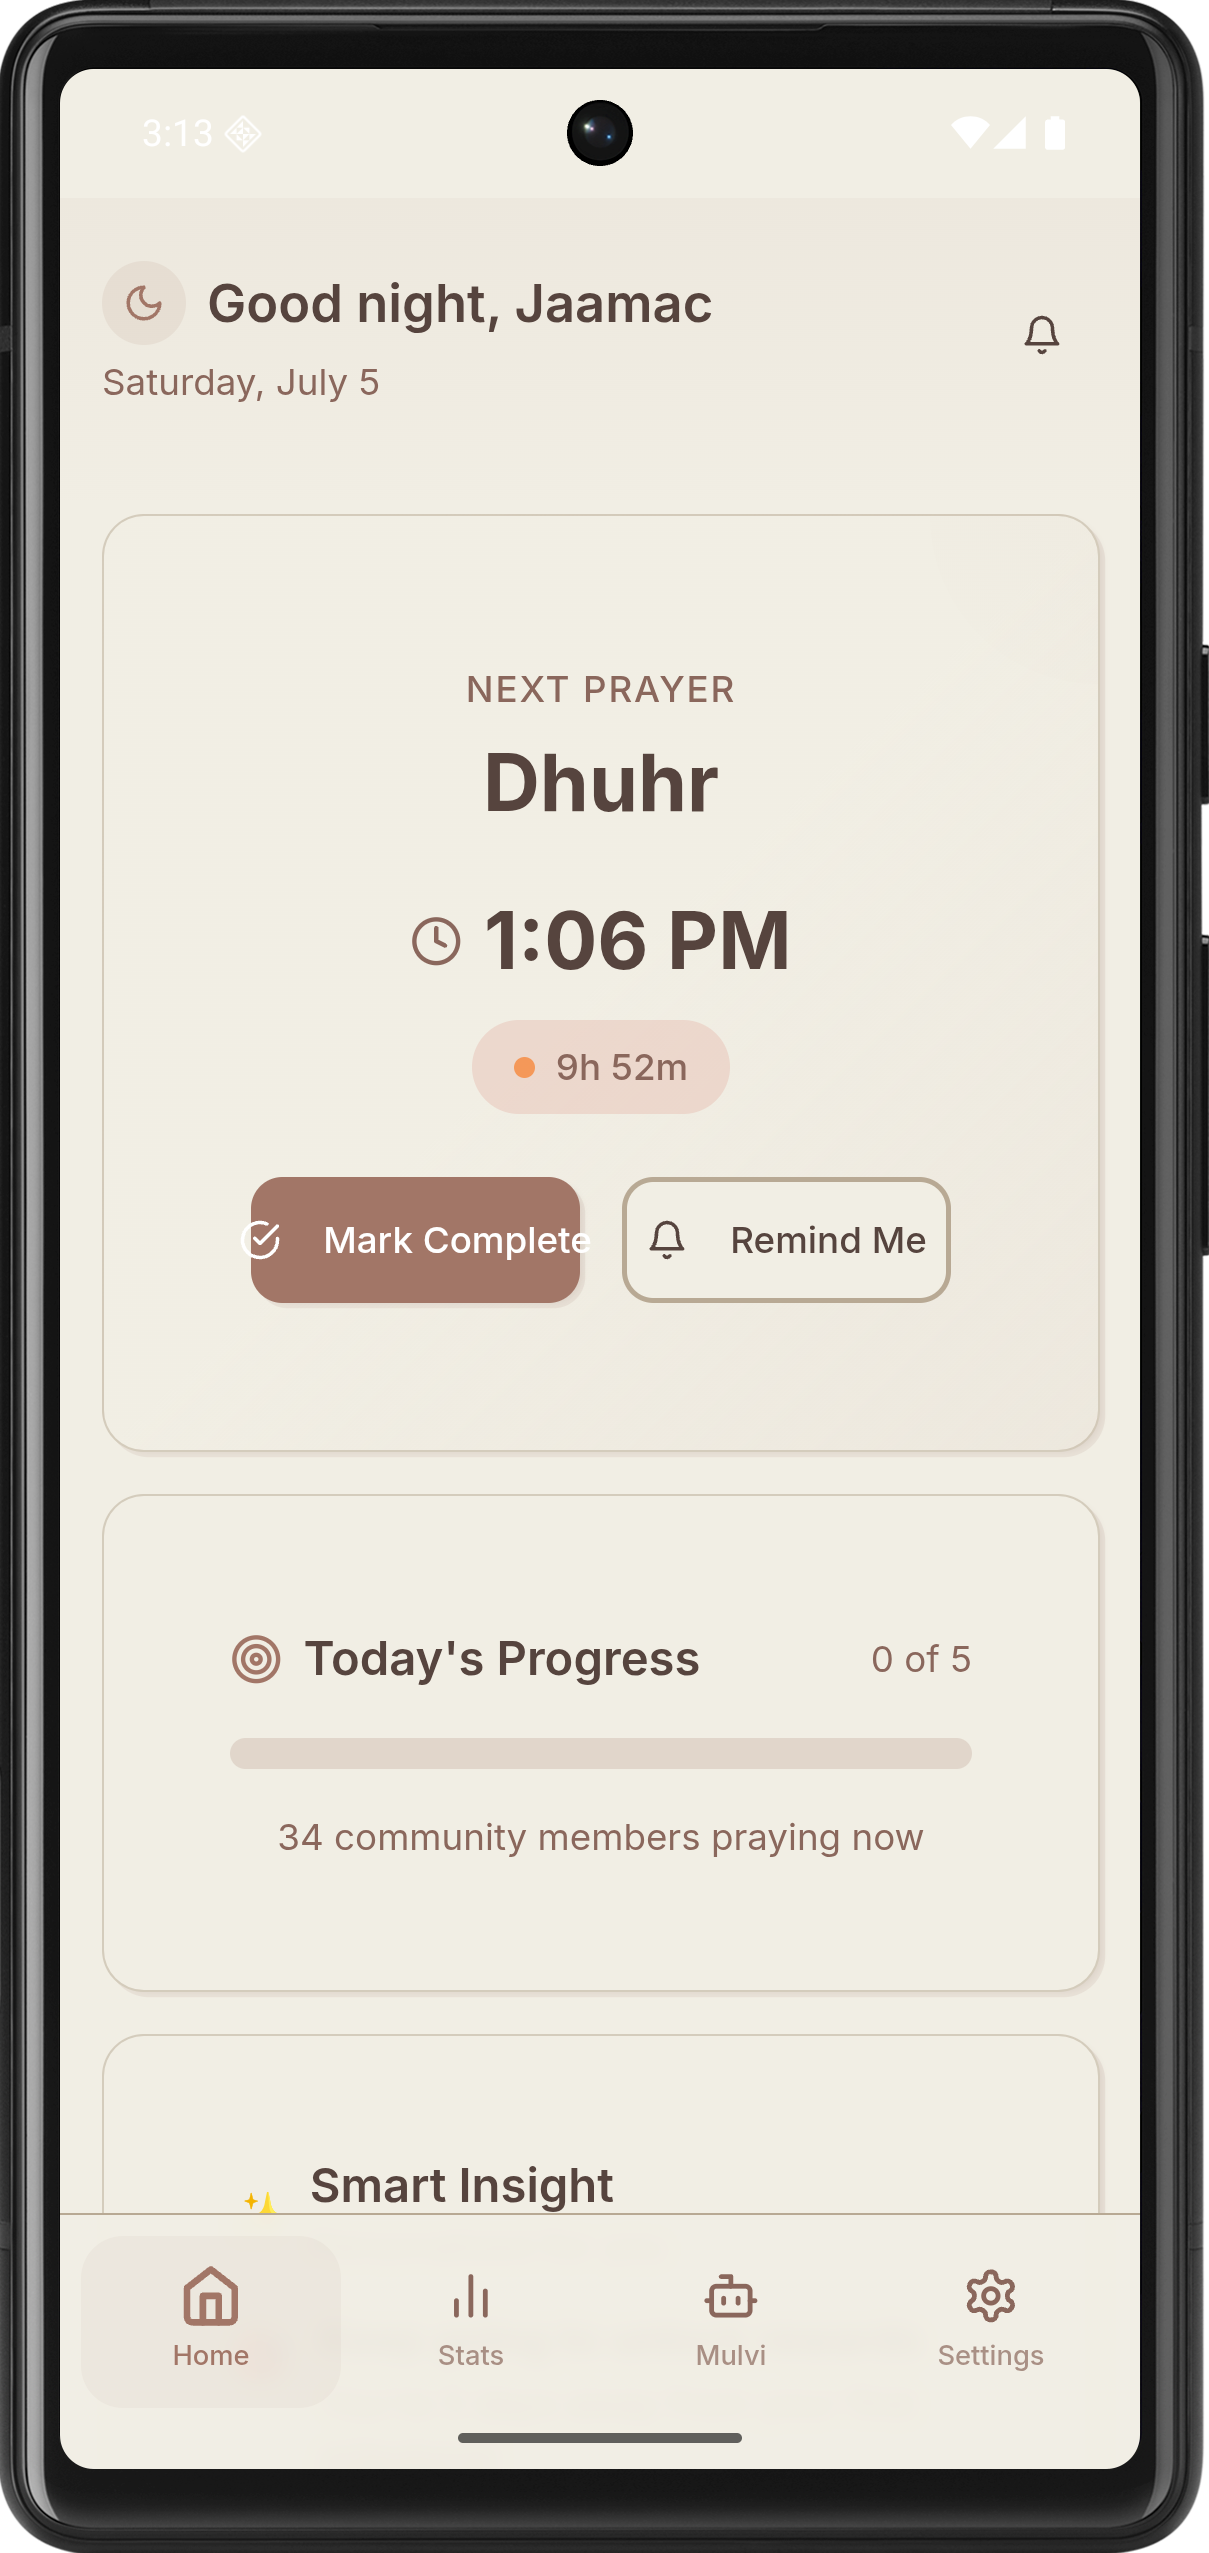 3:13
Good night, Jaamac
Saturday, July 5
NEXT PRAYER
Dhuhr
1:06 PM
9h 52m
Mark Complete
Remind Me
Today's Progress
0 of 5
34 community members praying now
Smart Insight
Home
Stats
Mulvi
Settings